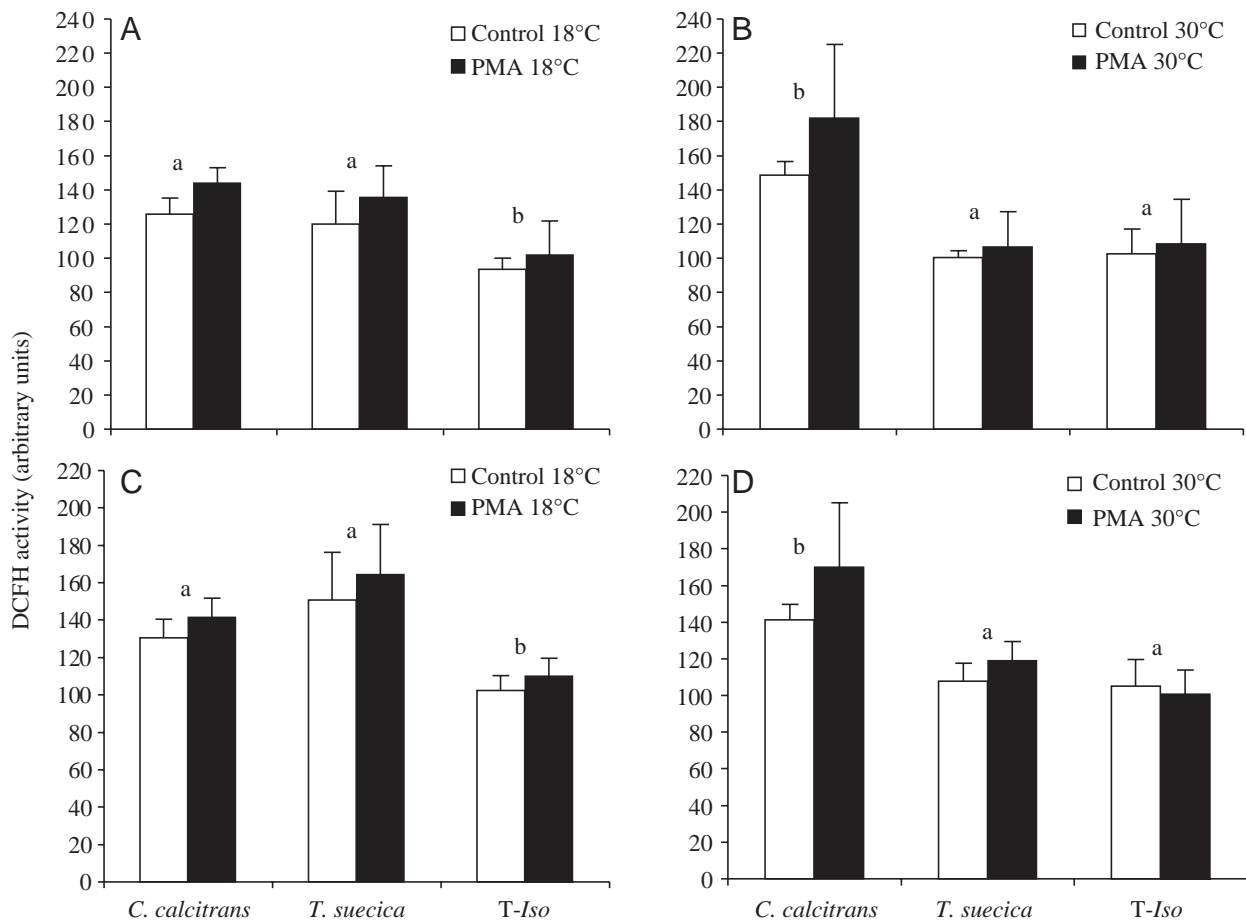 DCFH activity (arbitrary units)
A
Control 18°C
PMA 18°C
240
220
200
180
160
140
120
100
80
60
40
20
0
a
a
b
B
Control 30°C
PMA 30°C
240
220
200
180
160
140
120
100
80
60
40
20
0
b
a
a
C
Control 18°C
PMA 18°C
220
200
180
160
140
120
100
80
60
40
20
0
a
a
b
C. calcitrans
T. suecica
T-Iso
D
Control 30°C
PMA 30°C
220
200
180
160
140
120
100
80
60
40
20
0
b
a
a
C. calcitrans
T. suecica
T-Iso